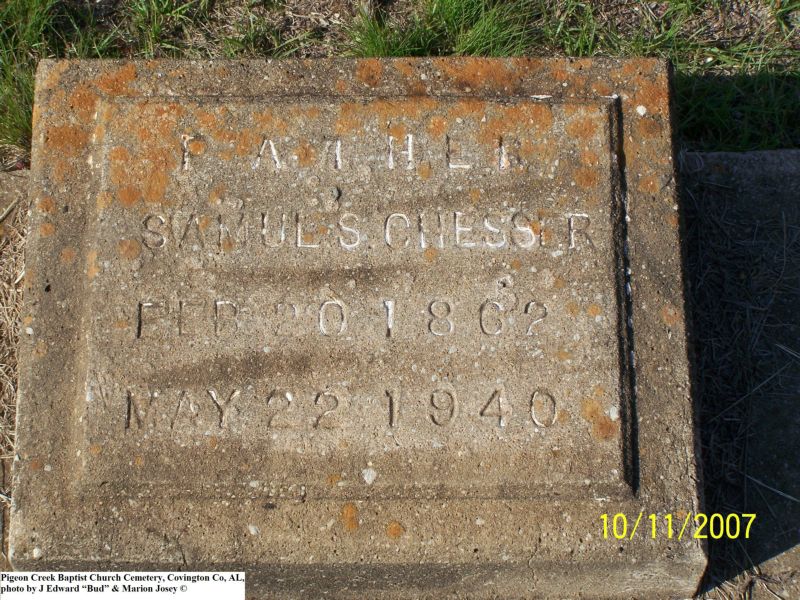 FATHER
SAMUEL S. CHESSER
FEB 20 1862
MAY 22 1940
10/11/2007
Pigeon Creek Baptist Church Cemetery, Covington Co, AL,
photo by J Edward “Bud” & Marion Josey ©